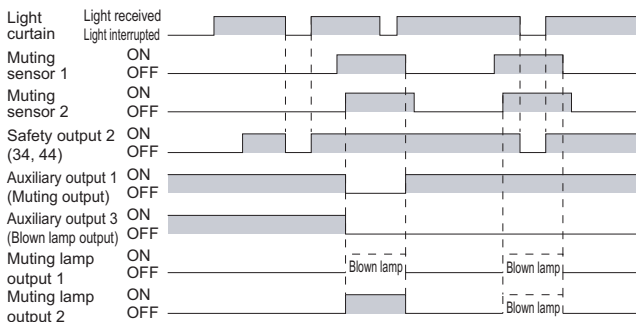 Light curtain Light received
Light interrupted
Muting sensor 1 ON
OFF
Muting sensor 2 ON
OFF
Safety output 2 (34, 44) ON
OFF
Auxiliary output 1 (Muting output) ON
OFF
Auxiliary output 3 (Blown lamp output) ON
OFF
Muting lamp output 1 ON
OFF
Blown lamp
Blown lamp
Muting lamp output 2 ON
OFF
Blown lamp